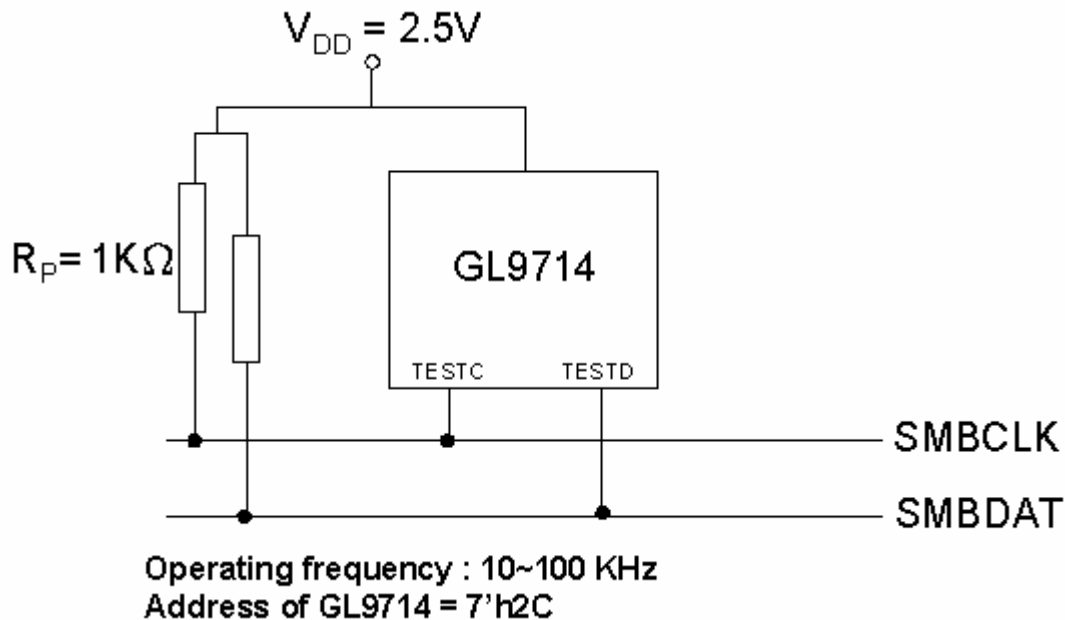 V_DD = 2.5V
R_P= 1KΩ
GL9714
TESTC TESTD
SMBCLK
SMBDAT
Operating frequency : 10~100 KHz
Address of GL9714 = 7'h2C